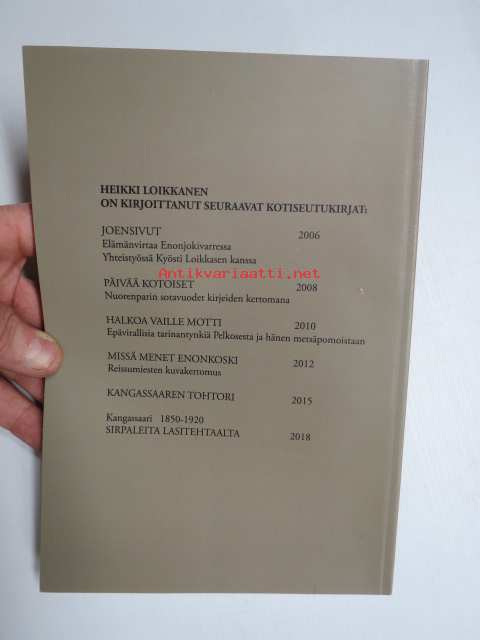 HEIKKI LOIKKANEN
ON KIRJOITTANUT SEURAAVAT KOTISEUTUKIRJAT:
JOENSIVUT 2006
Elämänvirtaa Enonjokivarressa
Yhteistyössä Kyösti Loikkasen kanssa
Antikvariaatti.net
PÄIVÄÄ KOTOISET 2008
Nuorenparin sotavuodet kirjeiden kertomana
HALKOA VAILLE MOTTI 2010
Epävirallisia tarinantynkiä Pelkosesta ja hänen metsäpomoistaan
MISSÄ MENET ENONKOSKI 2012
Reissumiesten kuvakertomus
KANGASSAAREN TOHTORI 2015
Kangassaari 1850-1920
SIRPALEITA LASITEHTAALTA 2018